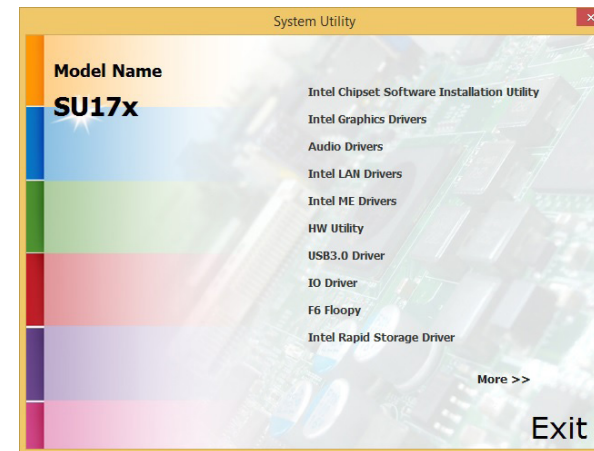 System Utility
Model Name
SU17x
Intel Chipset Software Installation Utility
Intel Graphics Drivers
Audio Drivers
Intel LAN Drivers
Intel ME Drivers
HW Utility
USB3.0 Driver
IO Driver
F6 Floopy
Intel Rapid Storage Driver
More >>
Exit